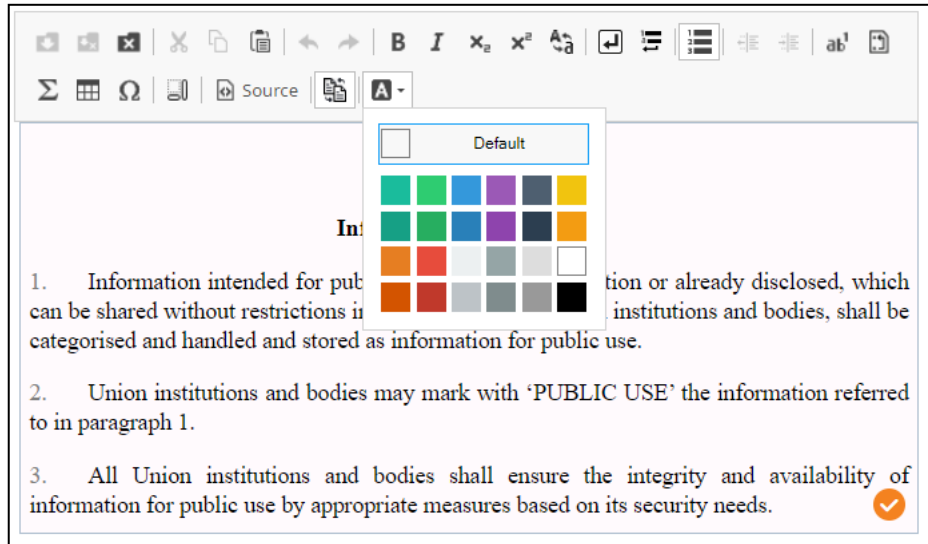 B I x₂ x² ab¹
Σ Ω Source A
Default
Inf
1. Information intended for pub tion or already disclosed, which
can be shared without restrictions i institutions and bodies, shall be
categorised and handled and stored as information for public use.
2. Union institutions and bodies may mark with ‘PUBLIC USE’ the information referred
to in paragraph 1.
3. All Union institutions and bodies shall ensure the integrity and availability of
information for public use by appropriate measures based on its security needs.